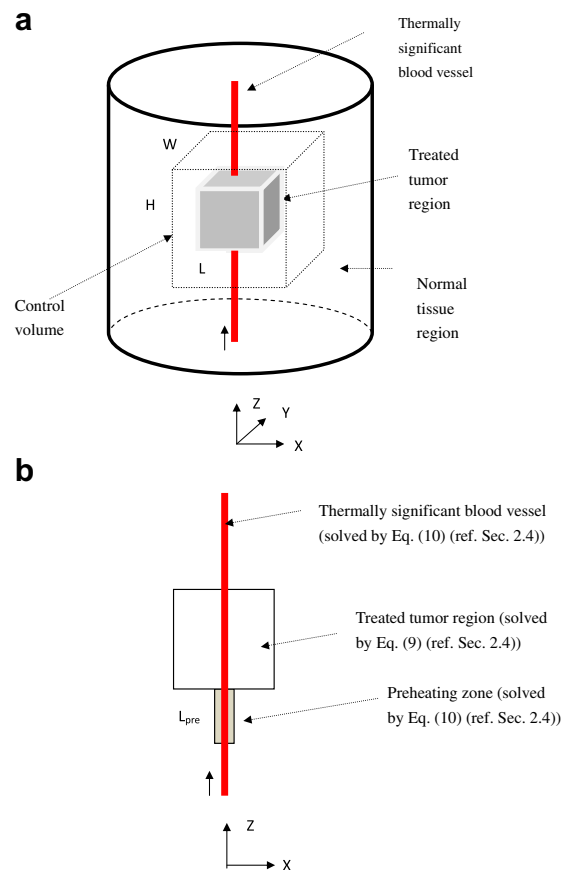 a
Thermally
significant
blood vessel
W
Treated
tumor
region
H
L
Control
volume
Normal
tissue
region
Z
Y
X
b
Thermally significant blood vessel
(solved by Eq. (10) (ref. Sec. 2.4))
Treated tumor region (solved
by Eq. (9) (ref. Sec. 2.4))
Preheating zone (solved
by Eq. (10) (ref. Sec. 2.4))
Lpre
Z
X